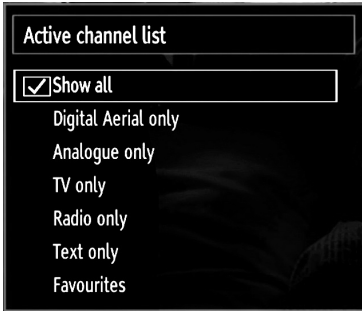 Active channel list
Show all
Digital Aerial only
Analogue only
TV only
Radio only
Text only
Favourites